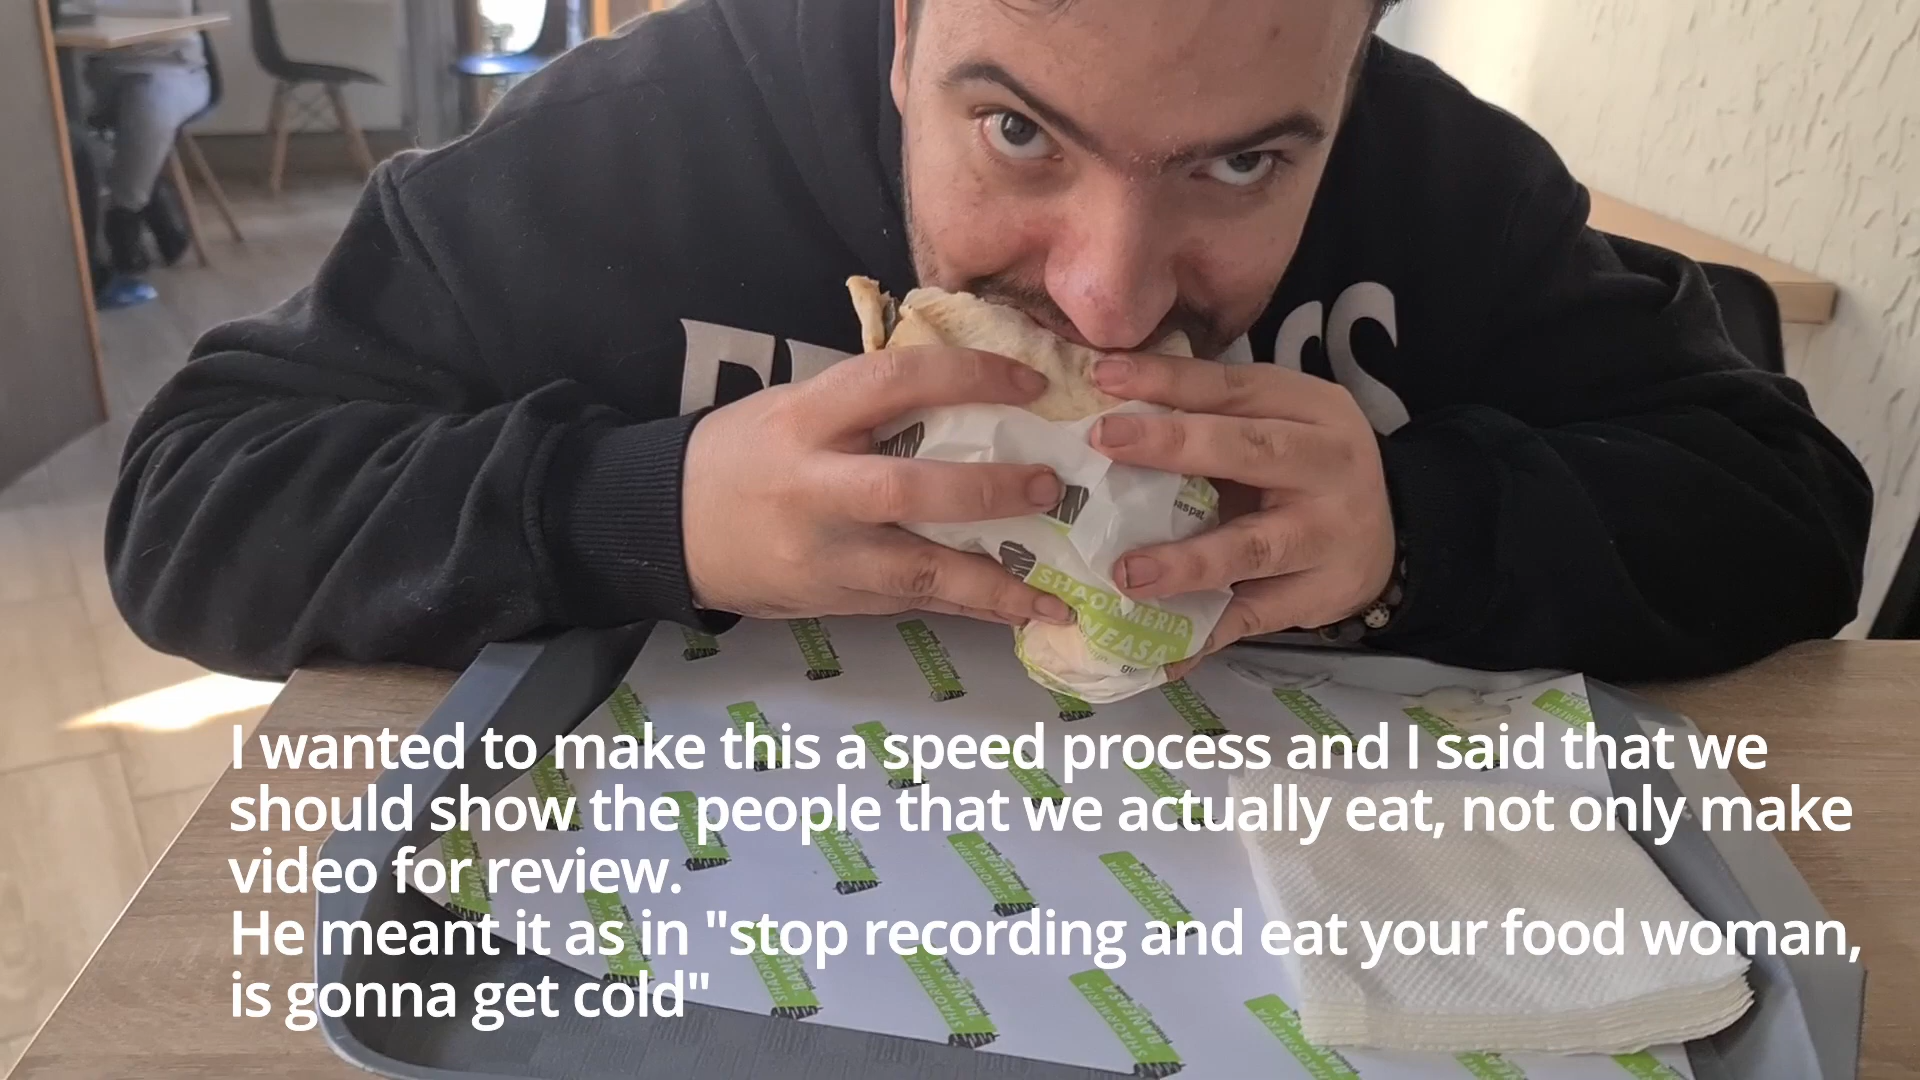 SHAORMERIA
BANEASA
I wanted to make this a speed process and I said that we
should show the people that we actually eat, not only make
video for review.
He meant it as in "stop recording and eat your food woman,
is gonna get cold"